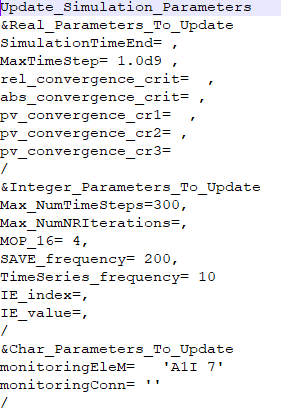 Update_Simulation_Parameters
&Real_Parameters_To_Update
SimulationTimeEnd= ,
MaxTimeStep= 1.0d9 ,
rel_convergence_crit=  ,
abs_convergence_crit= ,
pv_convergence_cr1=  ,
pv_convergence_cr2= ,
pv_convergence_cr3=
/
&Integer_Parameters_To_Update
Max_NumTimeSteps=300,
Max_NumNRIterations=,
MOP_16= 4,
SAVE_frequency= 200,
TimeSeries_frequency= 10
IE_index=,
IE_value=,
/
&Char_Parameters_To_Update
monitoringEleM=   'A1I 7'
monitoringConn= ''
/